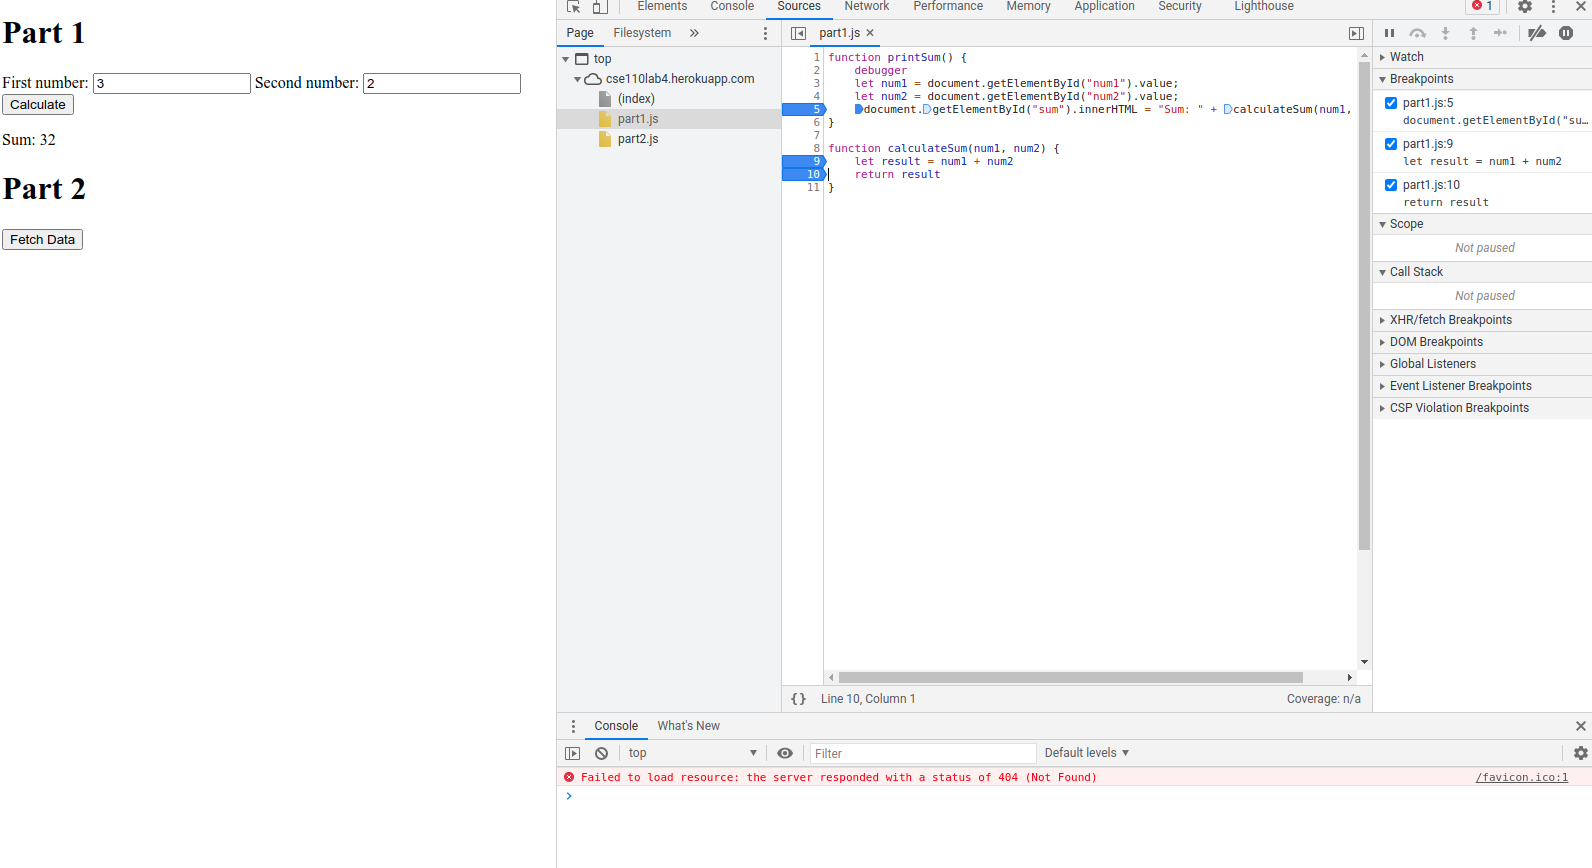 Part 1
First number: 3 Second number: 2
Calculate
Sum: 32
Part 2
Fetch Data
Elements Console Sources Network Performance Memory Application Security Lighthouse 1
Page Filesystem »
top
cse110lab4.herokuapp.com
(index)
part1.js
part2.js
part1.js ×
1 function printSum() {
2 debugger
3 let num1 = document.getElementById("num1").value;
4 let num2 = document.getElementById("num2").value;
5 document.getElementById("sum").innerHTML = "Sum: " + calculateSum(num1,
6 }
7
8 function calculateSum(num1, num2) {
9 let result = num1 + num2
10 return result
11 }
{} Line 10, Column 1 Coverage: n/a
Watch
Breakpoints
part1.js:5
document.getElementById("su…
part1.js:9
let result = num1 + num2
part1.js:10
return result
Scope
Not paused
Call Stack
Not paused
XHR/fetch Breakpoints
DOM Breakpoints
Global Listeners
Event Listener Breakpoints
CSP Violation Breakpoints
Console What's New
top Filter Default levels
Failed to load resource: the server responded with a status of 404 (Not Found) /favicon.ico:1
>